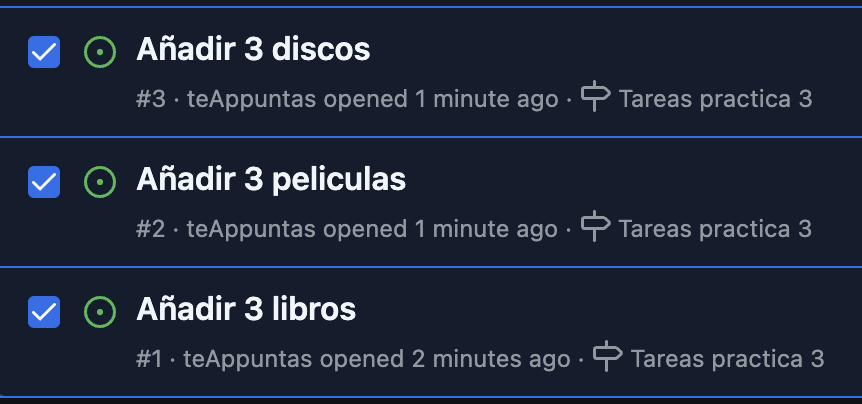 Añadir 3 discos
#3 · teAppuntas opened 1 minute ago · Tareas practica 3
Añadir 3 peliculas
#2 · teAppuntas opened 1 minute ago · Tareas practica 3
Añadir 3 libros
#1 · teAppuntas opened 2 minutes ago · Tareas practica 3